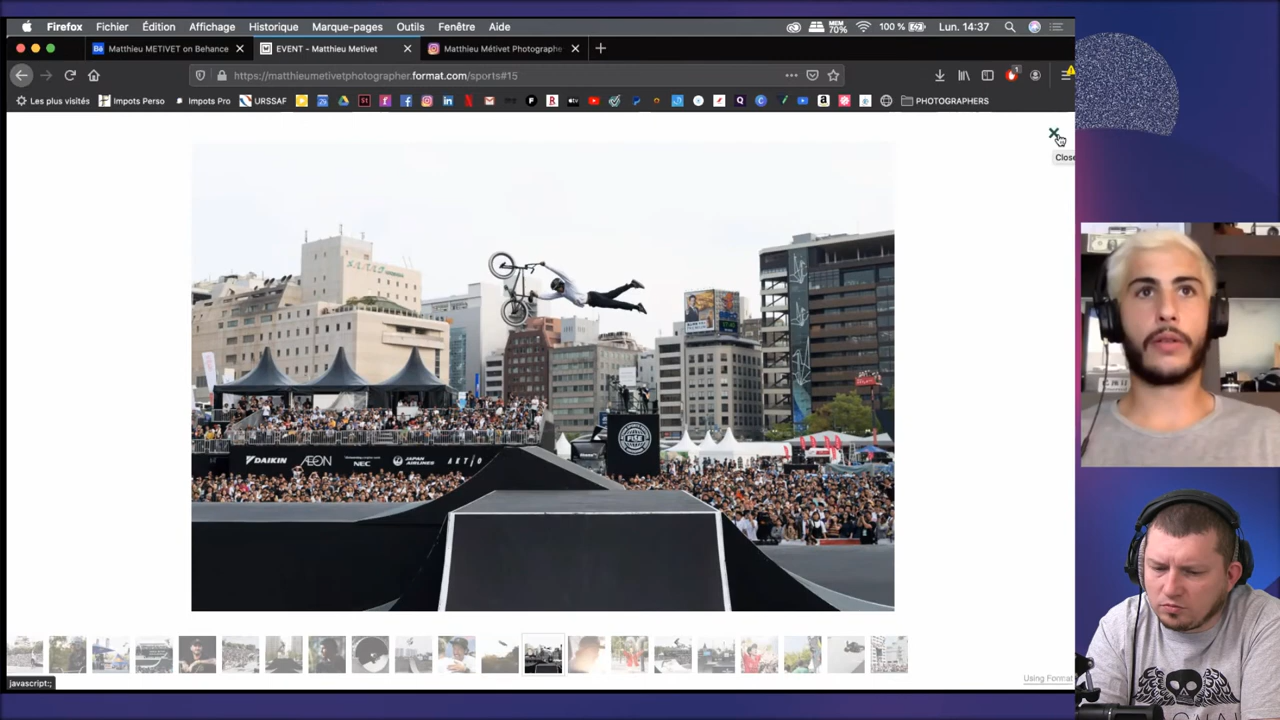 Firefox Fichier Édition Affichage Historique Marque-pages Outils Fenêtre Aide MEM 70% 100 % Lun. 14:37
Matthieu METIVET on Behance EVENT - Matthieu Metivet Matthieu Métivet Photographe
https://matthieumetivetphotographer.format.com/sports#15
Les plus visités Impots Perso Impots Pro URSSAF PHOTOGRAPHERS
Close
FISE
DAIKIN AEON NEC JAPAN AIRLINES
javascript:;
Using Format